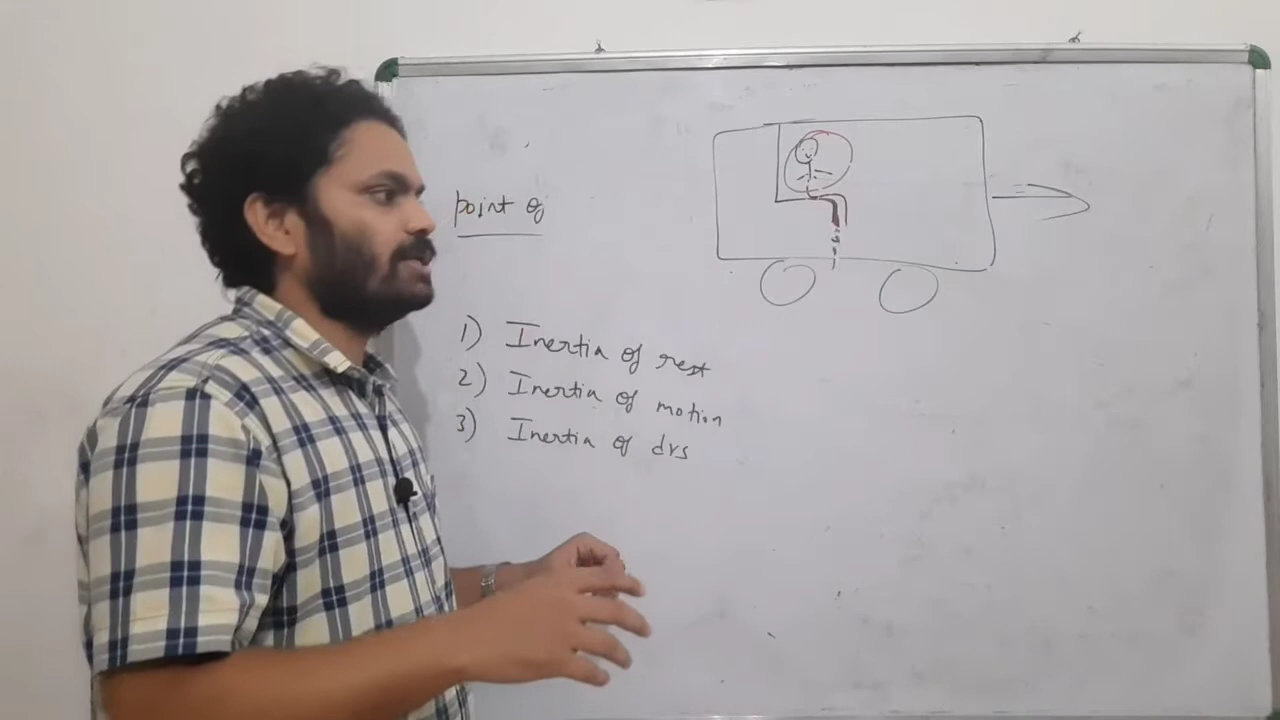 point of
1) Inertia of rest
2) Inertia of motion
3) Inertia of drs